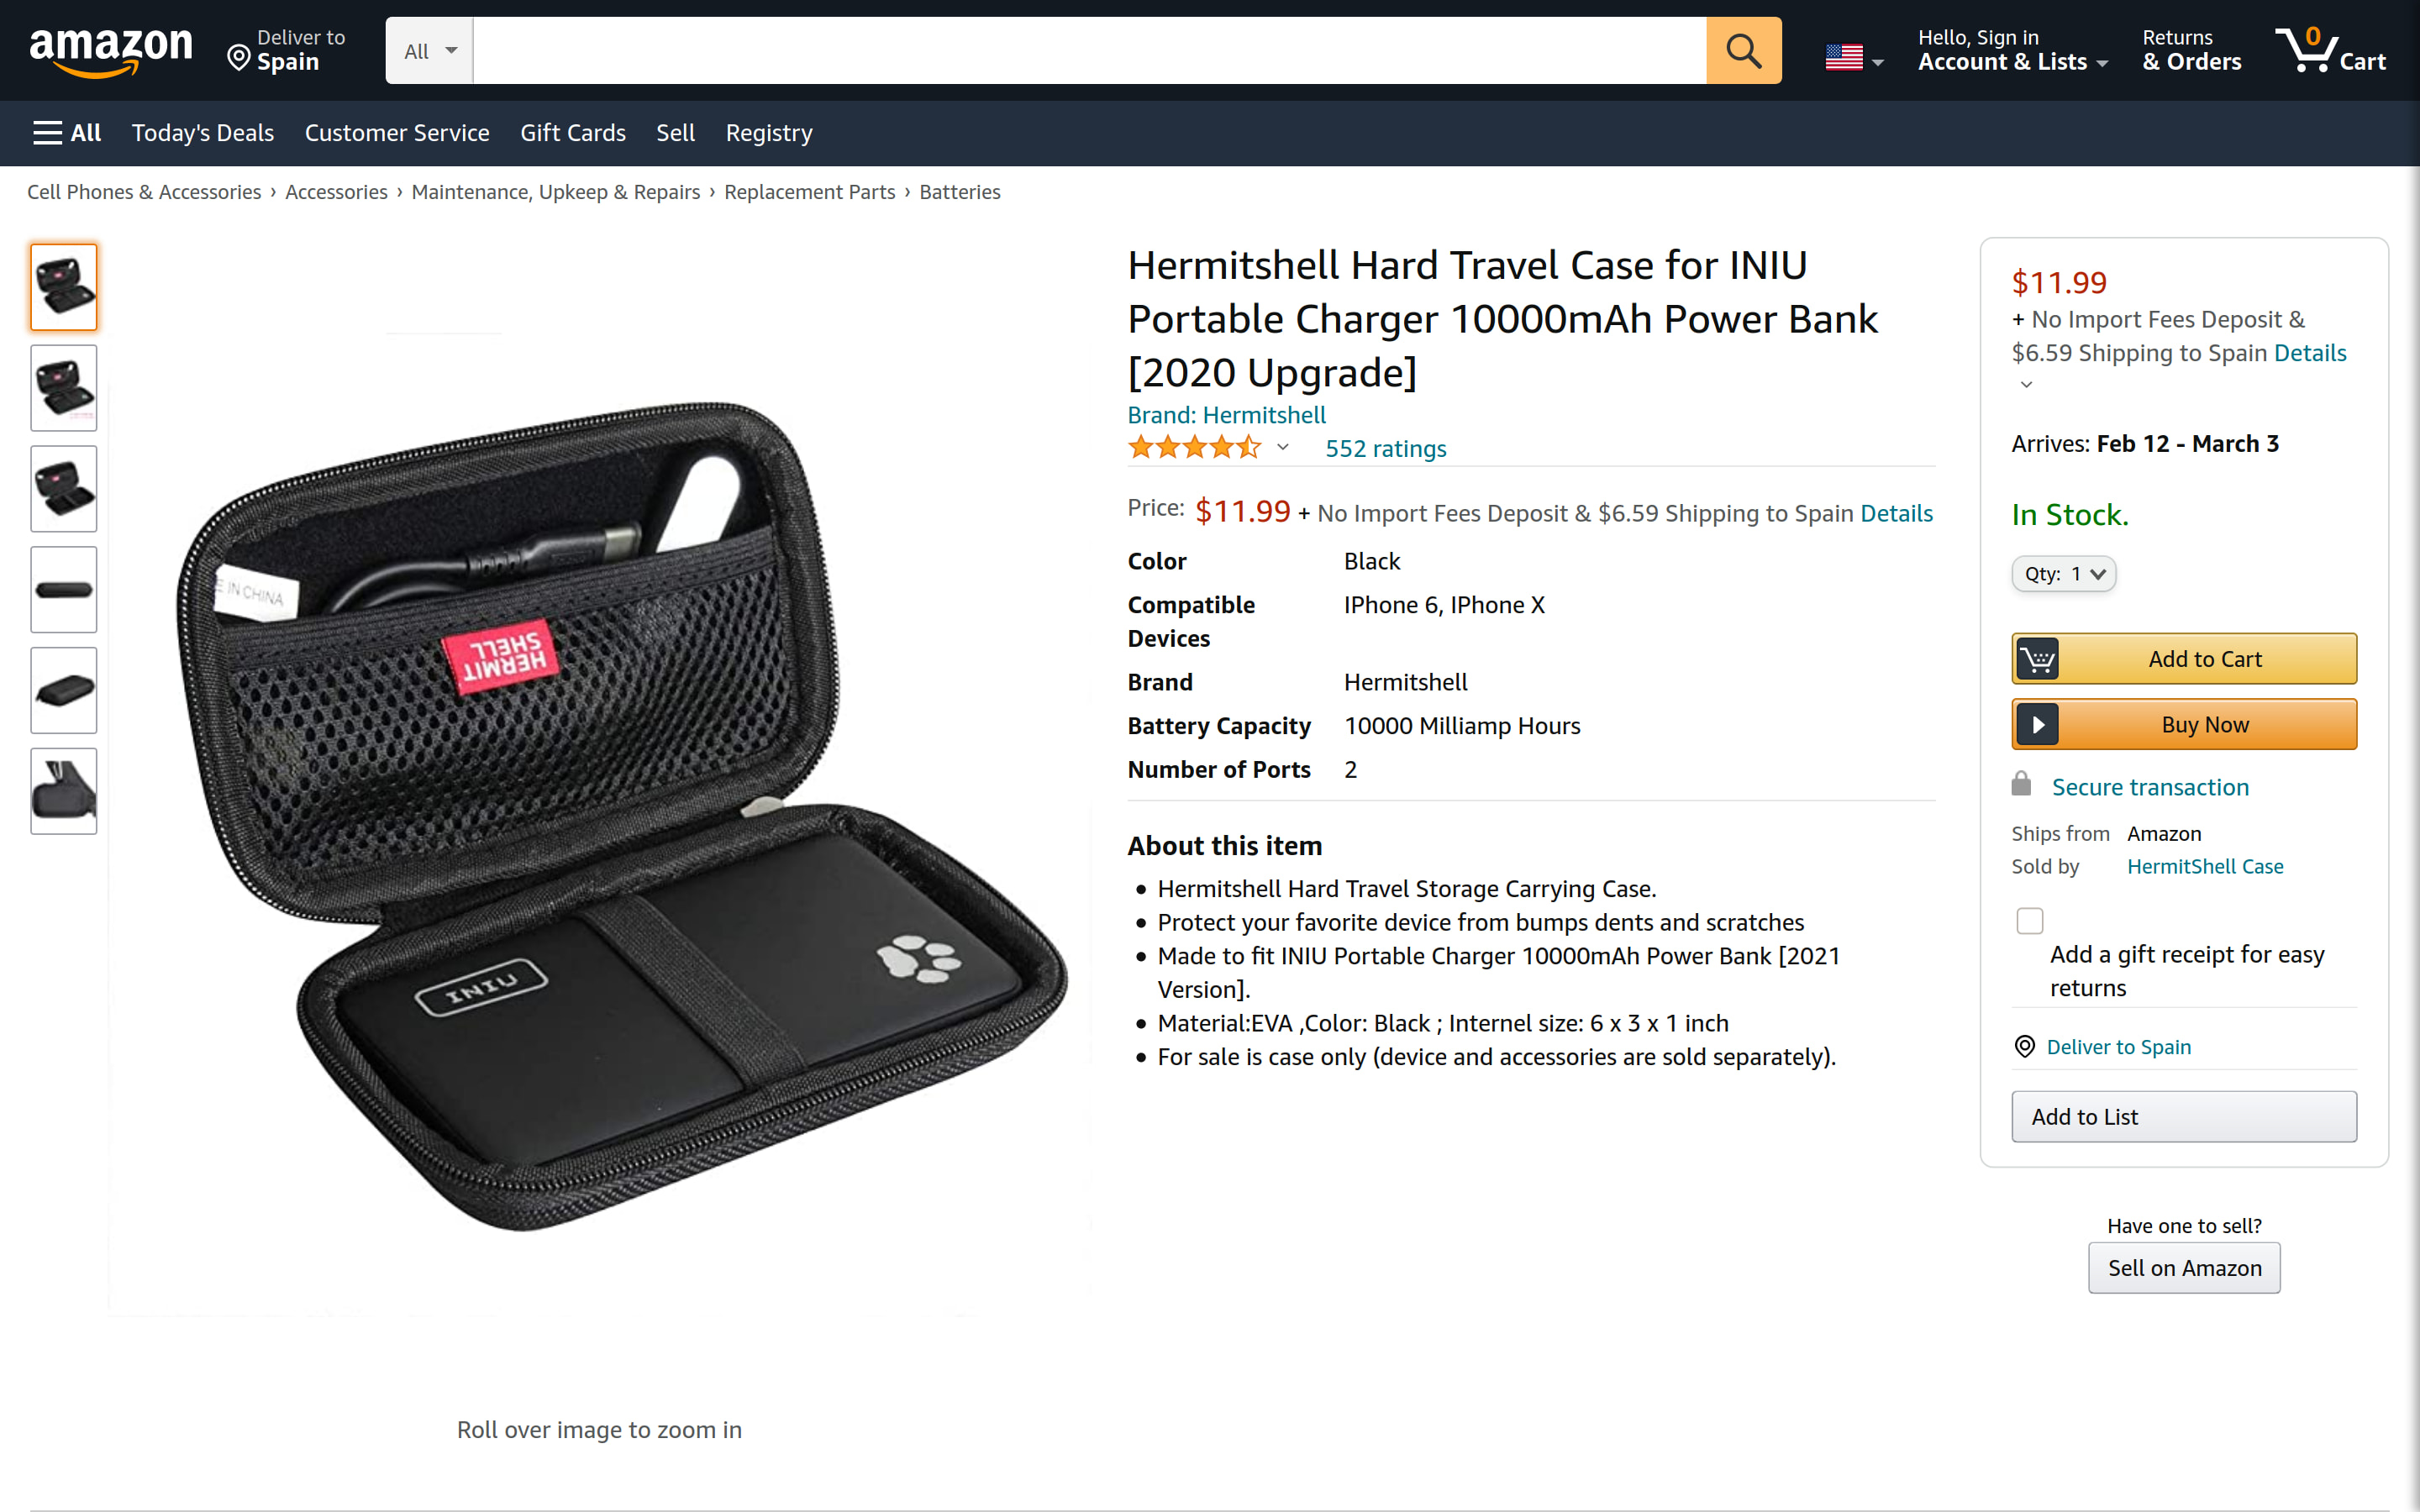 amazon
Deliver to
Spain
All
Hello, Sign in
Account & Lists
Returns
& Orders
0
Cart
All
Today's Deals
Customer Service
Gift Cards
Sell
Registry
Cell Phones & Accessories › Accessories › Maintenance, Upkeep & Repairs › Replacement Parts › Batteries
E IN CHINA
HERMIT
SHELL
INIU
Roll over image to zoom in
Hermitshell Hard Travel Case for INIU
Portable Charger 10000mAh Power Bank
[2020 Upgrade]
Brand: Hermitshell
552 ratings
Price: $11.99 + No Import Fees Deposit & $6.59 Shipping to Spain Details
Color Black
Compatible Devices IPhone 6, IPhone X
Brand Hermitshell
Battery Capacity 10000 Milliamp Hours
Number of Ports 2
About this item
Hermitshell Hard Travel Storage Carrying Case.
Protect your favorite device from bumps dents and scratches
Made to fit INIU Portable Charger 10000mAh Power Bank [2021
Version].
Material:EVA ,Color: Black ; Internel size: 6 x 3 x 1 inch
For sale is case only (device and accessories are sold separately).
$11.99
+ No Import Fees Deposit &
$6.59 Shipping to Spain Details
Arrives: Feb 12 - March 3
In Stock.
Qty: 1
Add to Cart
Buy Now
Secure transaction
Ships from Amazon
Sold by HermitShell Case
Add a gift receipt for easy
returns
Deliver to Spain
Add to List
Have one to sell?
Sell on Amazon